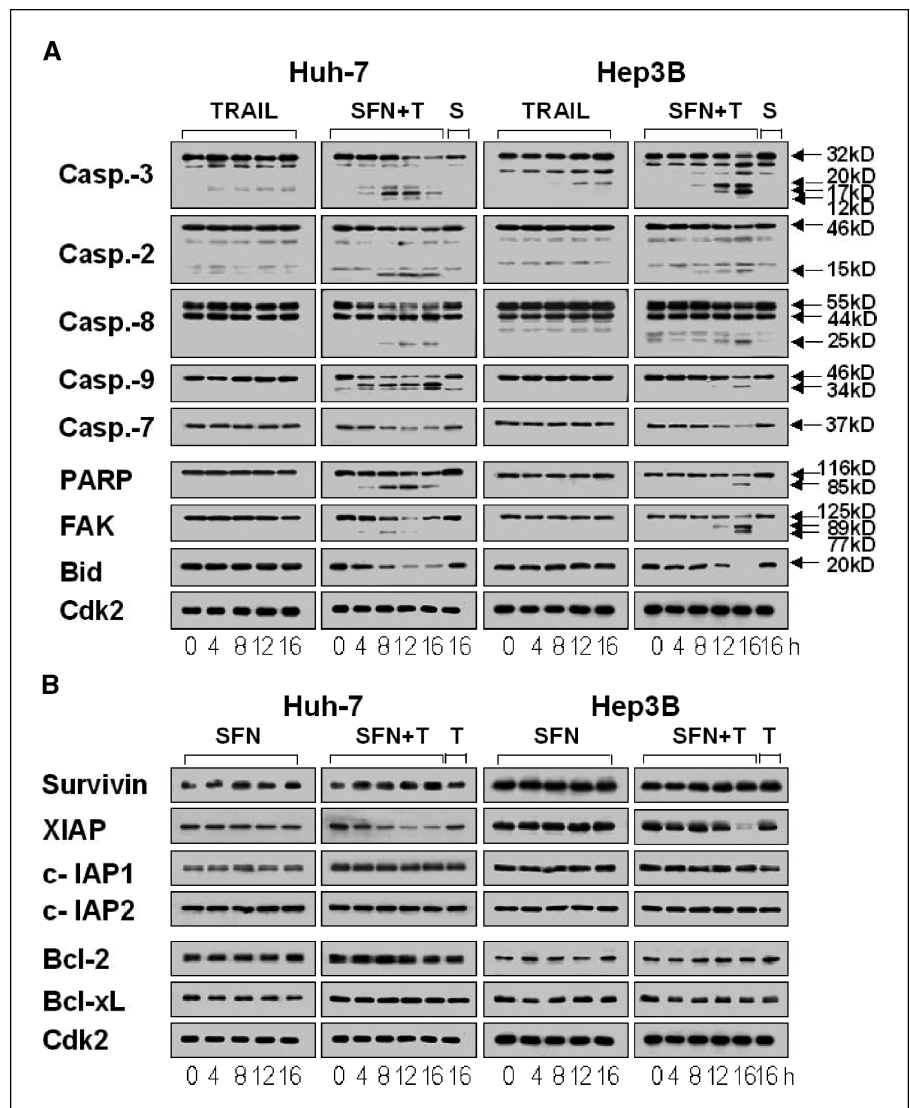 A
Huh-7 Hep3B
TRAIL SFN+T S TRAIL SFN+T S
Casp.-3 32kD
20kD
17kD
12kD
Casp.-2 46kD
15kD
Casp.-8 55kD
44kD
25kD
Casp.-9 46kD
34kD
Casp.-7 37kD
PARP 116kD
85kD
FAK 125kD
89kD
77kD
Bid 20kD
Cdk2
0 4 8 12 16 0 4 8 12 16 16 0 4 8 12 16 0 4 8 12 16 16 h
B
Huh-7 Hep3B
SFN SFN+T T SFN SFN+T T
Survivin
XIAP
c- IAP1
c- IAP2
Bcl-2
Bcl-xL
Cdk2
0 4 8 12 16 0 4 8 12 16 16 0 4 8 12 16 0 4 8 12 16 16 h